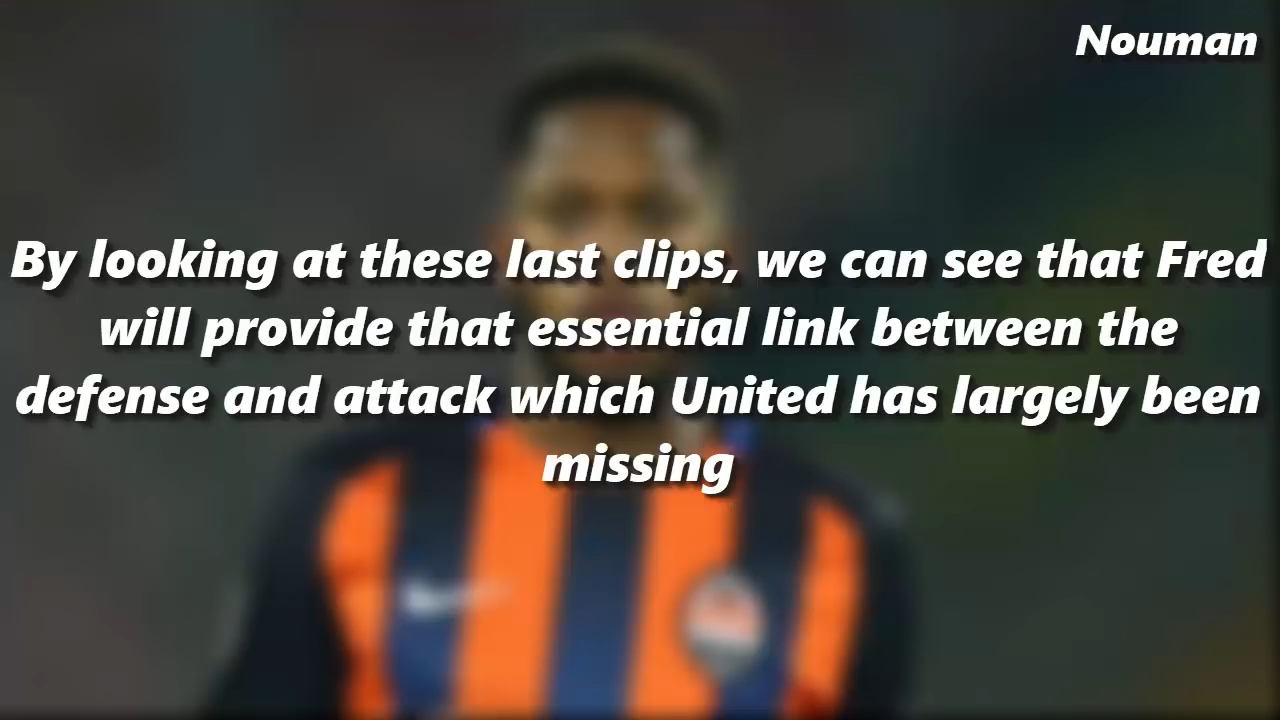 Nouman
By looking at these last clips, we can see that Fred
will provide that essential link between the
defense and attack which United has largely been
missing